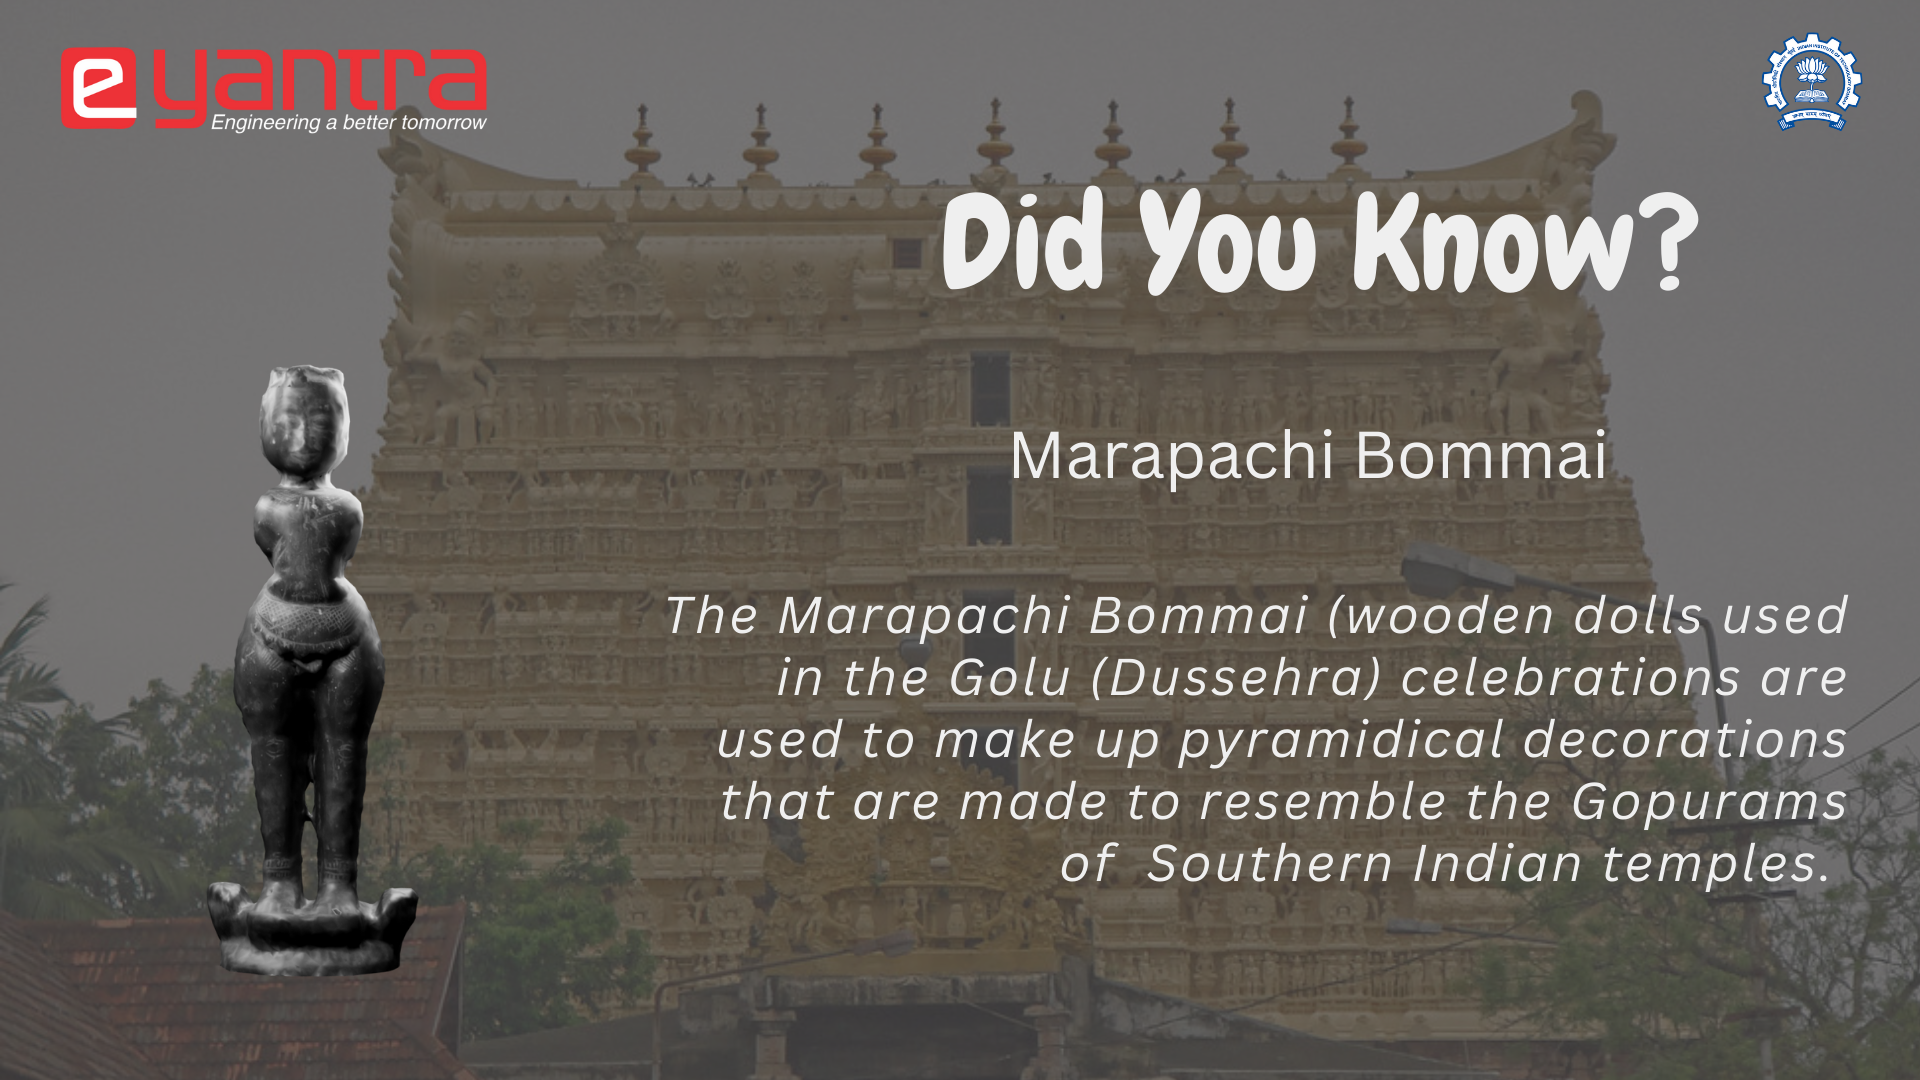 e yantra
Engineering a better tomorrow
Did You Know?
Marapachi Bommai
The Marapachi Bommai (wooden dolls used
in the Golu (Dussehra) celebrations are
used to make up pyramidical decorations
that are made to resemble the Gopurams
of  Southern Indian temples.